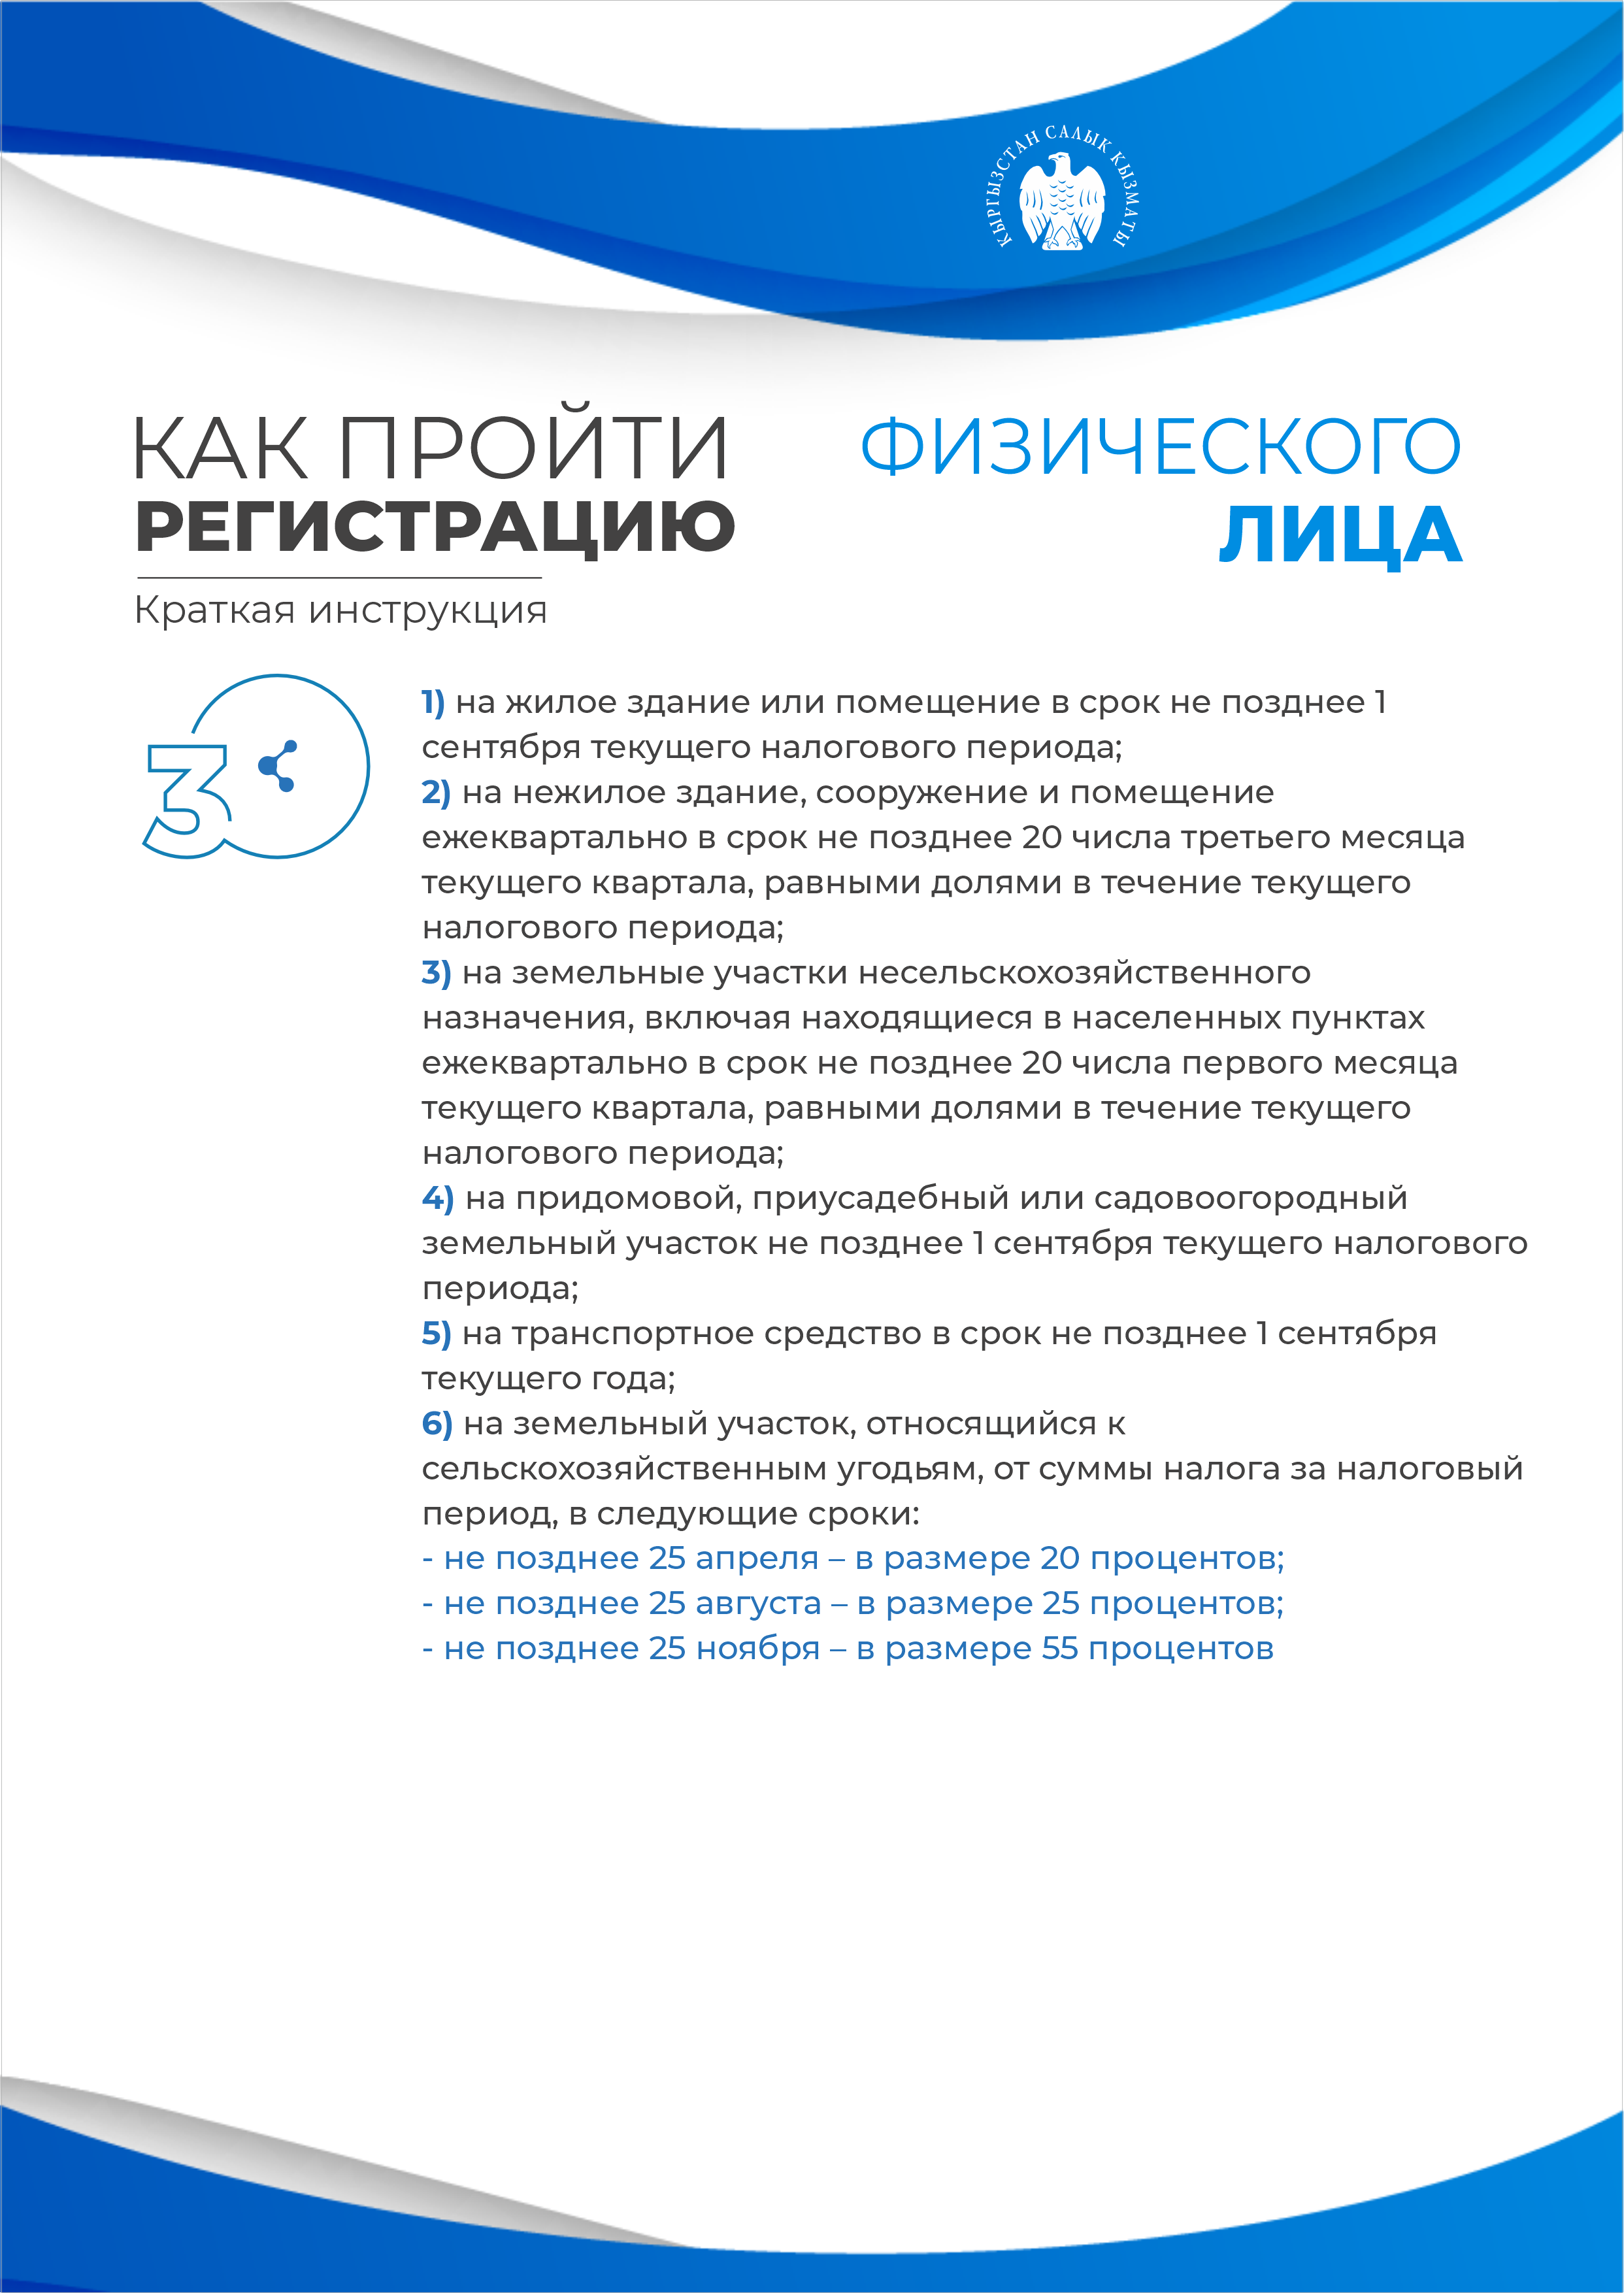 КЫРГЫЗСТАН САЛЫК КЫЗМАТЫ
КАК ПРОЙТИ
РЕГИСТРАЦИЮ
ФИЗИЧЕСКОГО
ЛИЦА
Краткая инструкция
3
1) на жилое здание или помещение в срок не позднее 1
сентября текущего налогового периода;
2) на нежилое здание, сооружение и помещение
ежеквартально в срок не позднее 20 числа третьего месяца
текущего квартала, равными долями в течение текущего
налогового периода;
3) на земельные участки несельскохозяйственного
назначения, включая находящиеся в населенных пунктах
ежеквартально в срок не позднее 20 числа первого месяца
текущего квартала, равными долями в течение текущего
налогового периода;
4) на придомовой, приусадебный или садовоогородный
земельный участок не позднее 1 сентября текущего налогового
периода;
5) на транспортное средство в срок не позднее 1 сентября
текущего года;
6) на земельный участок, относящийся к
сельскохозяйственным угодьям, от суммы налога за налоговый
период, в следующие сроки:
- не позднее 25 апреля – в размере 20 процентов;
- не позднее 25 августа – в размере 25 процентов;
- не позднее 25 ноября – в размере 55 процентов